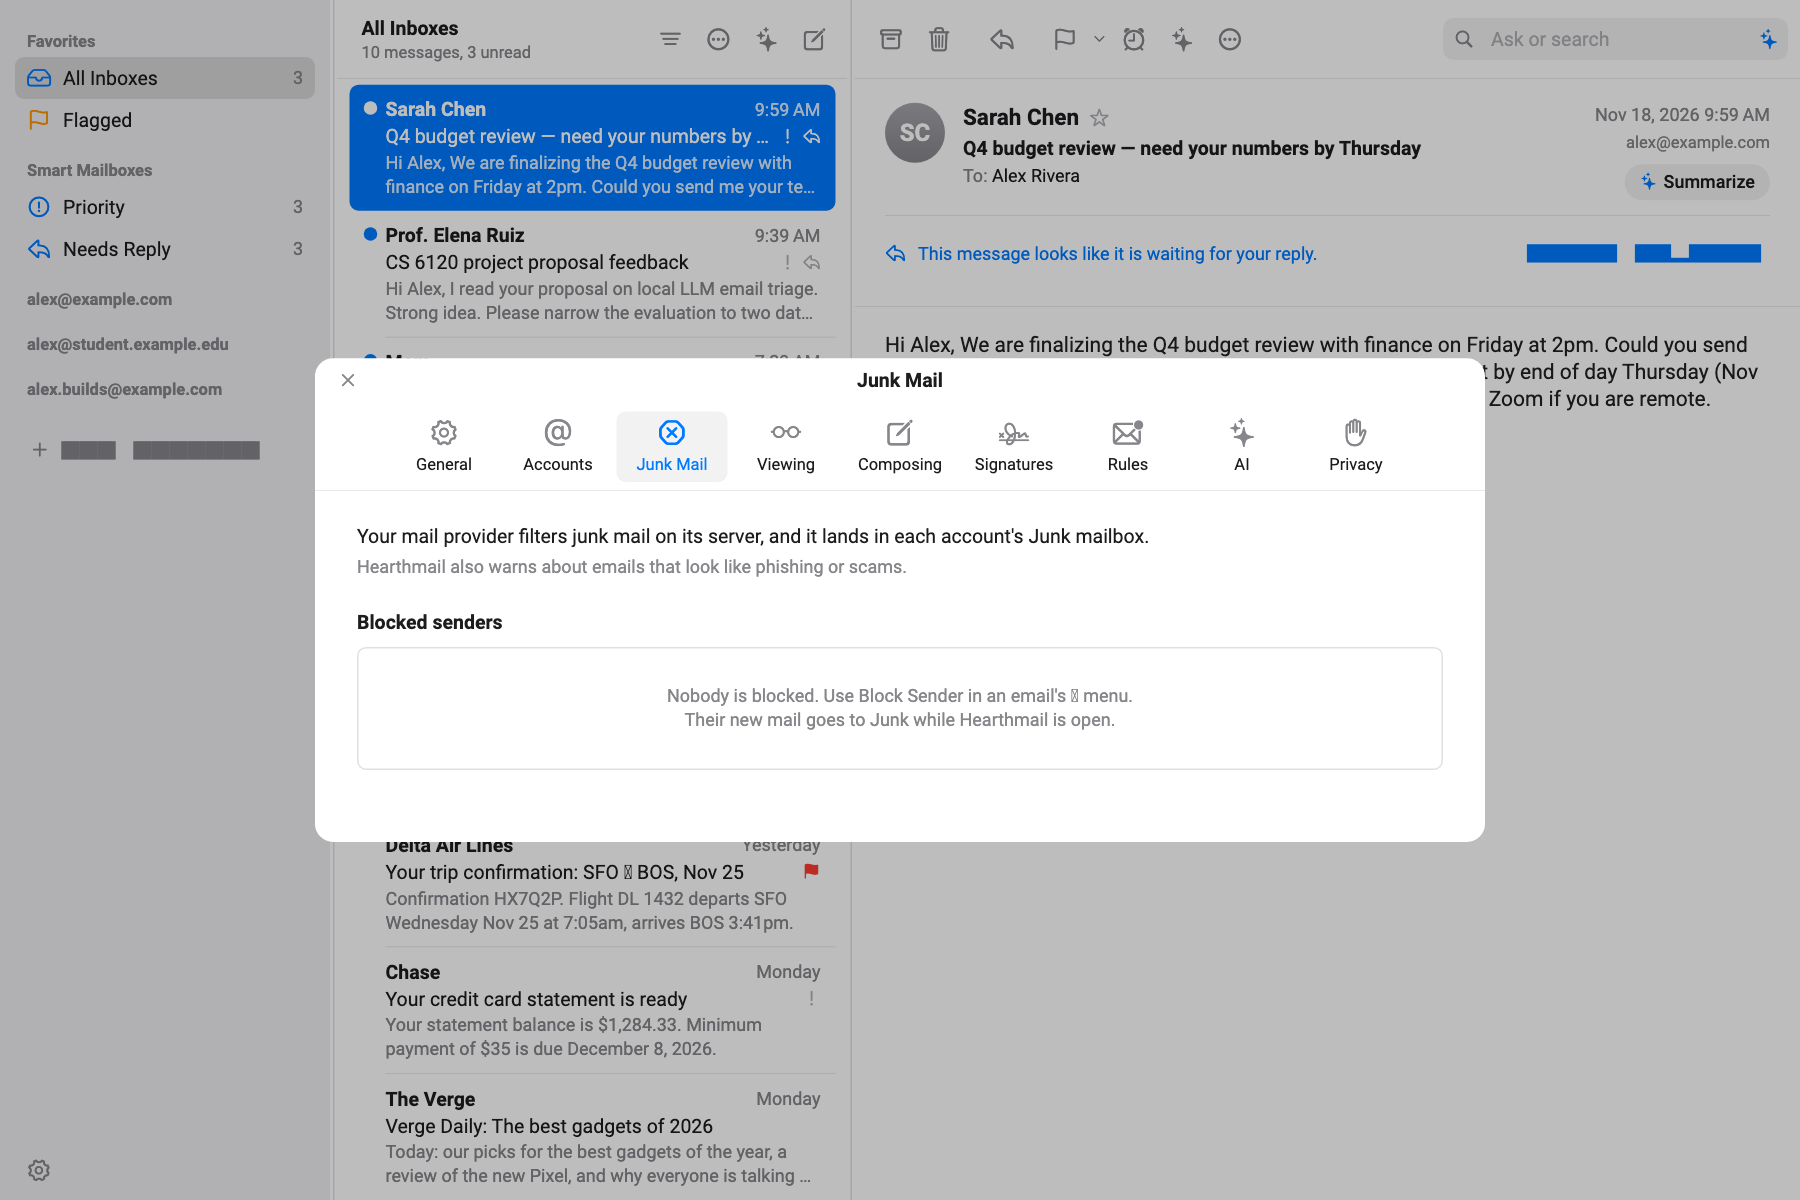 Favorites
All Inboxes 3
Flagged
Smart Mailboxes
Priority 3
Needs Reply 3
alex@example.com
alex@student.example.edu
alex.builds@example.com
All Inboxes
10 messages, 3 unread
Sarah Chen 9:59 AM
Q4 budget review — need your numbers by ... !
Hi Alex, We are finalizing the Q4 budget review with
finance on Friday at 2pm. Could you send me your te...
Prof. Elena Ruiz 9:39 AM
CS 6120 project proposal feedback !
Hi Alex, I read your proposal on local LLM email triage.
Strong idea. Please narrow the evaluation to two dat...
Ask or search
SC
Sarah Chen
Nov 18, 2026 9:59 AM
Q4 budget review — need your numbers by Thursday
alex@example.com
To: Alex Rivera
Summarize
This message looks like it is waiting for your reply.
Hi Alex, We are finalizing the Q4 budget review with finance on Friday at 2pm. Could you send
t by end of day Thursday (Nov
Zoom if you are remote.
Junk Mail
General
Accounts
Junk Mail
Viewing
Composing
Signatures
Rules
AI
Privacy
Your mail provider filters junk mail on its server, and it lands in each account's Junk mailbox.
Hearthmail also warns about emails that look like phishing or scams.
Blocked senders
Nobody is blocked. Use Block Sender in an email's menu.
Their new mail goes to Junk while Hearthmail is open.
Delta Air Lines Yesterday
Your trip confirmation: SFO BOS, Nov 25
Confirmation HX7Q2P. Flight DL 1432 departs SFO
Wednesday Nov 25 at 7:05am, arrives BOS 3:41pm.
Chase Monday
Your credit card statement is ready !
Your statement balance is $1,284.33. Minimum
payment of $35 is due December 8, 2026.
The Verge Monday
Verge Daily: The best gadgets of 2026
Today: our picks for the best gadgets of the year, a
review of the new Pixel, and why everyone is talking ...